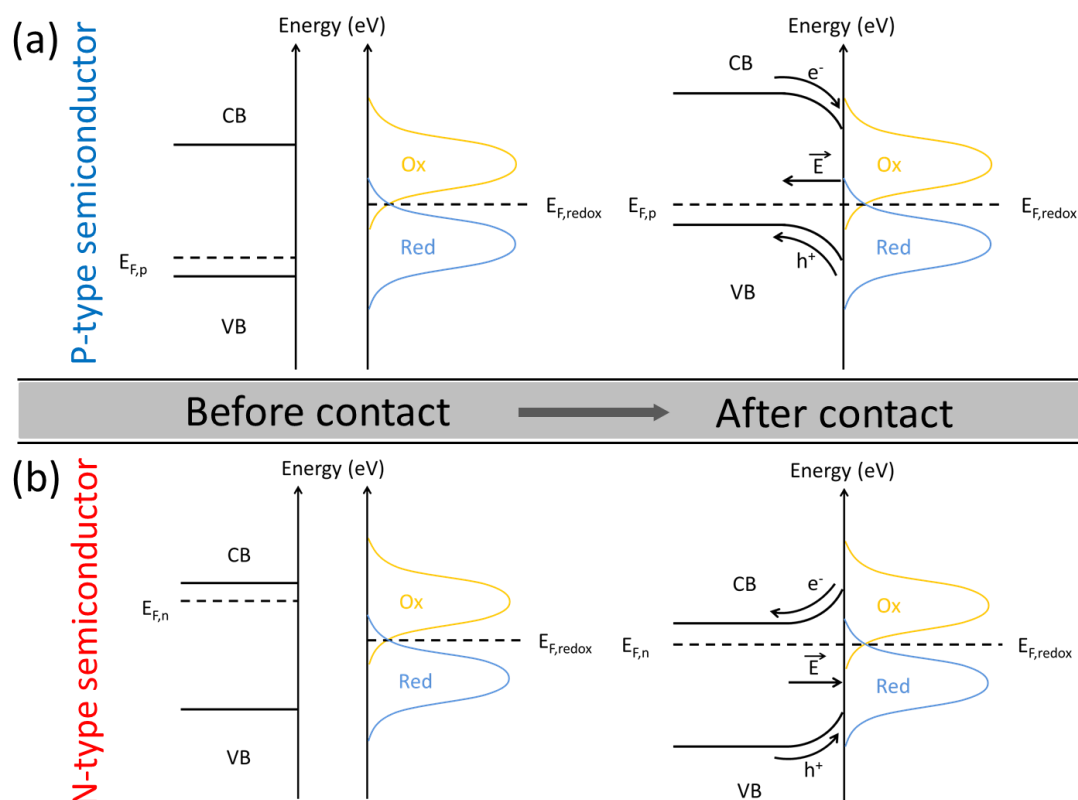 (a)
P-type semiconductor
Energy (eV)
CB
E_F,p
VB
Ox
E_F,redox
Red
Energy (eV)
CB
e-
E
Ox
E_F,p
E_F,redox
Red
h+
VB
Before contact
After contact
(b)
N-type semiconductor
Energy (eV)
CB
E_F,n
VB
Ox
E_F,redox
Red
Energy (eV)
CB
e-
Ox
E_F,n
E_F,redox
E
Red
h+
VB